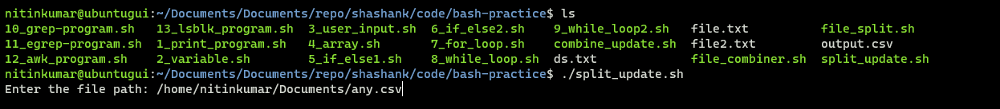 nitinkumar@ubuntugui:~/Documents/Documents/repo/shashank/code/bash-practice$ ls
10_egrep-program.sh 13_lsblk_program.sh 3_user_input.sh 6_if_else2.sh 9_while_loop2.sh file.txt file_split.sh
11_egrep-program.sh 1_print_program.sh 4_array.sh 7_for_loop.sh combine_update.sh file2.txt output.csv
12_awk_program.sh 2_variable.sh 5_if_else1.sh 8_while_loop.sh ds.txt file_combiner.sh split_update.sh
nitinkumar@ubuntugui:~/Documents/Documents/repo/shashank/code/bash-practice$ ./split_update.sh
Enter the file path: /home/nitinkumar/Documents/any.csv